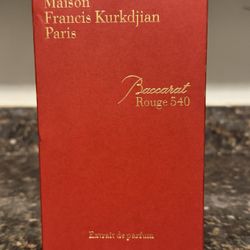 Maison
Francis Kurkdjian
Paris
Baccarat
Rouge 540
Extrait de parfum